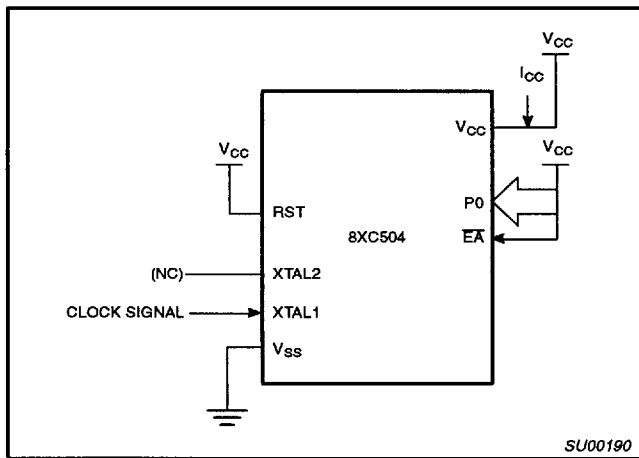 VCC
ICC
VCC
VCC
VCC
P0
RST
8XC504
EA
(NC)
XTAL2
CLOCK SIGNAL
XTAL1
VSS
SU00190